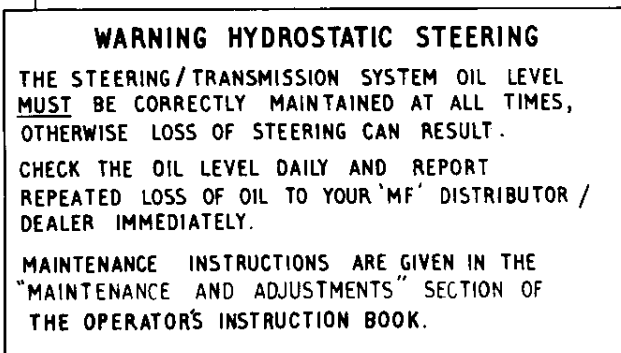 WARNING HYDROSTATIC STEERING
THE STEERING/TRANSMISSION SYSTEM OIL LEVEL
MUST BE CORRECTLY MAINTAINED AT ALL TIMES,
OTHERWISE LOSS OF STEERING CAN RESULT.
CHECK THE OIL LEVEL DAILY AND REPORT
REPEATED LOSS OF OIL TO YOUR 'MF' DISTRIBUTOR /
DEALER IMMEDIATELY.
MAINTENANCE INSTRUCTIONS ARE GIVEN IN THE
"MAINTENANCE AND ADJUSTMENTS" SECTION OF
THE OPERATOR'S INSTRUCTION BOOK.